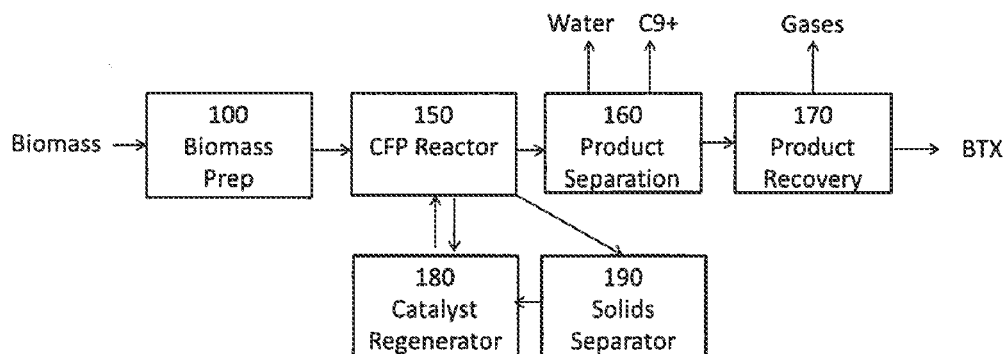 Water
C9+
Gases
Biomass
100
Biomass
Prep
150
CFP Reactor
160
Product
Separation
170
Product
Recovery
BTX
180
Catalyst
Regenerator
190
Solids
Separator